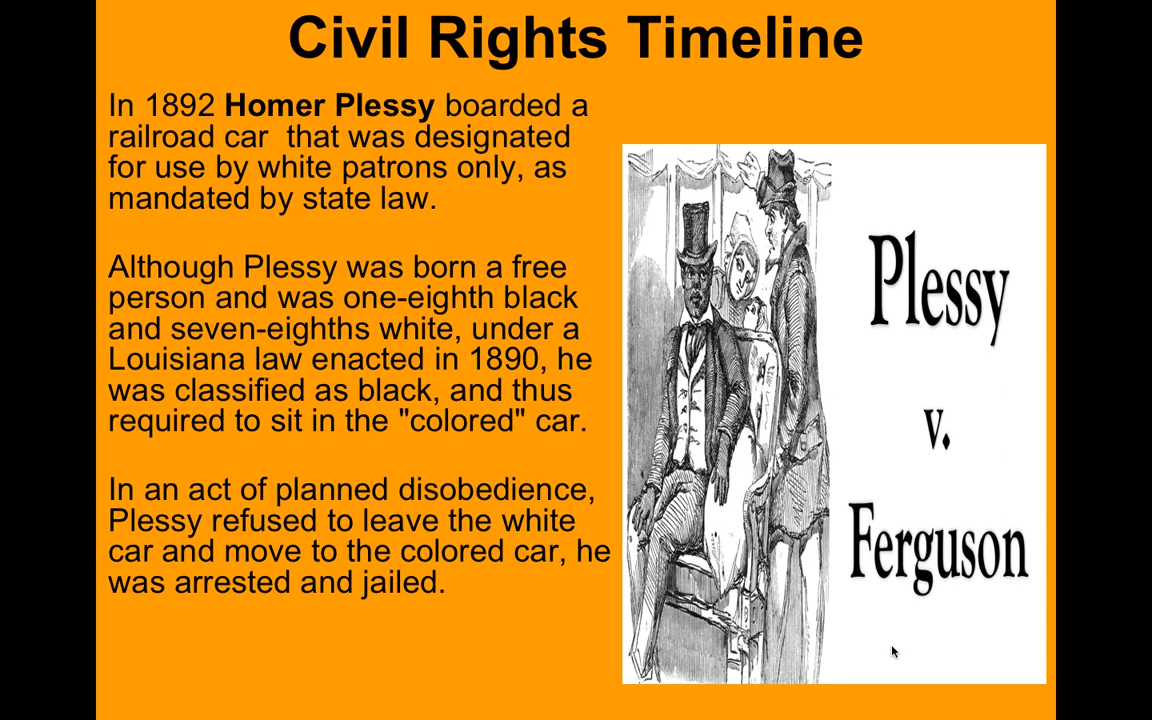 Civil Rights Timeline
In 1892 Homer Plessy boarded a
railroad car  that was designated
for use by white patrons only, as
mandated by state law.
Although Plessy was born a free
person and was one-eighth black
and seven-eighths white, under a
Louisiana law enacted in 1890, he
was classified as black, and thus
required to sit in the "colored" car.
In an act of planned disobedience,
Plessy refused to leave the white
car and move to the colored car, he
was arrested and jailed.
Plessy
v.
Ferguson